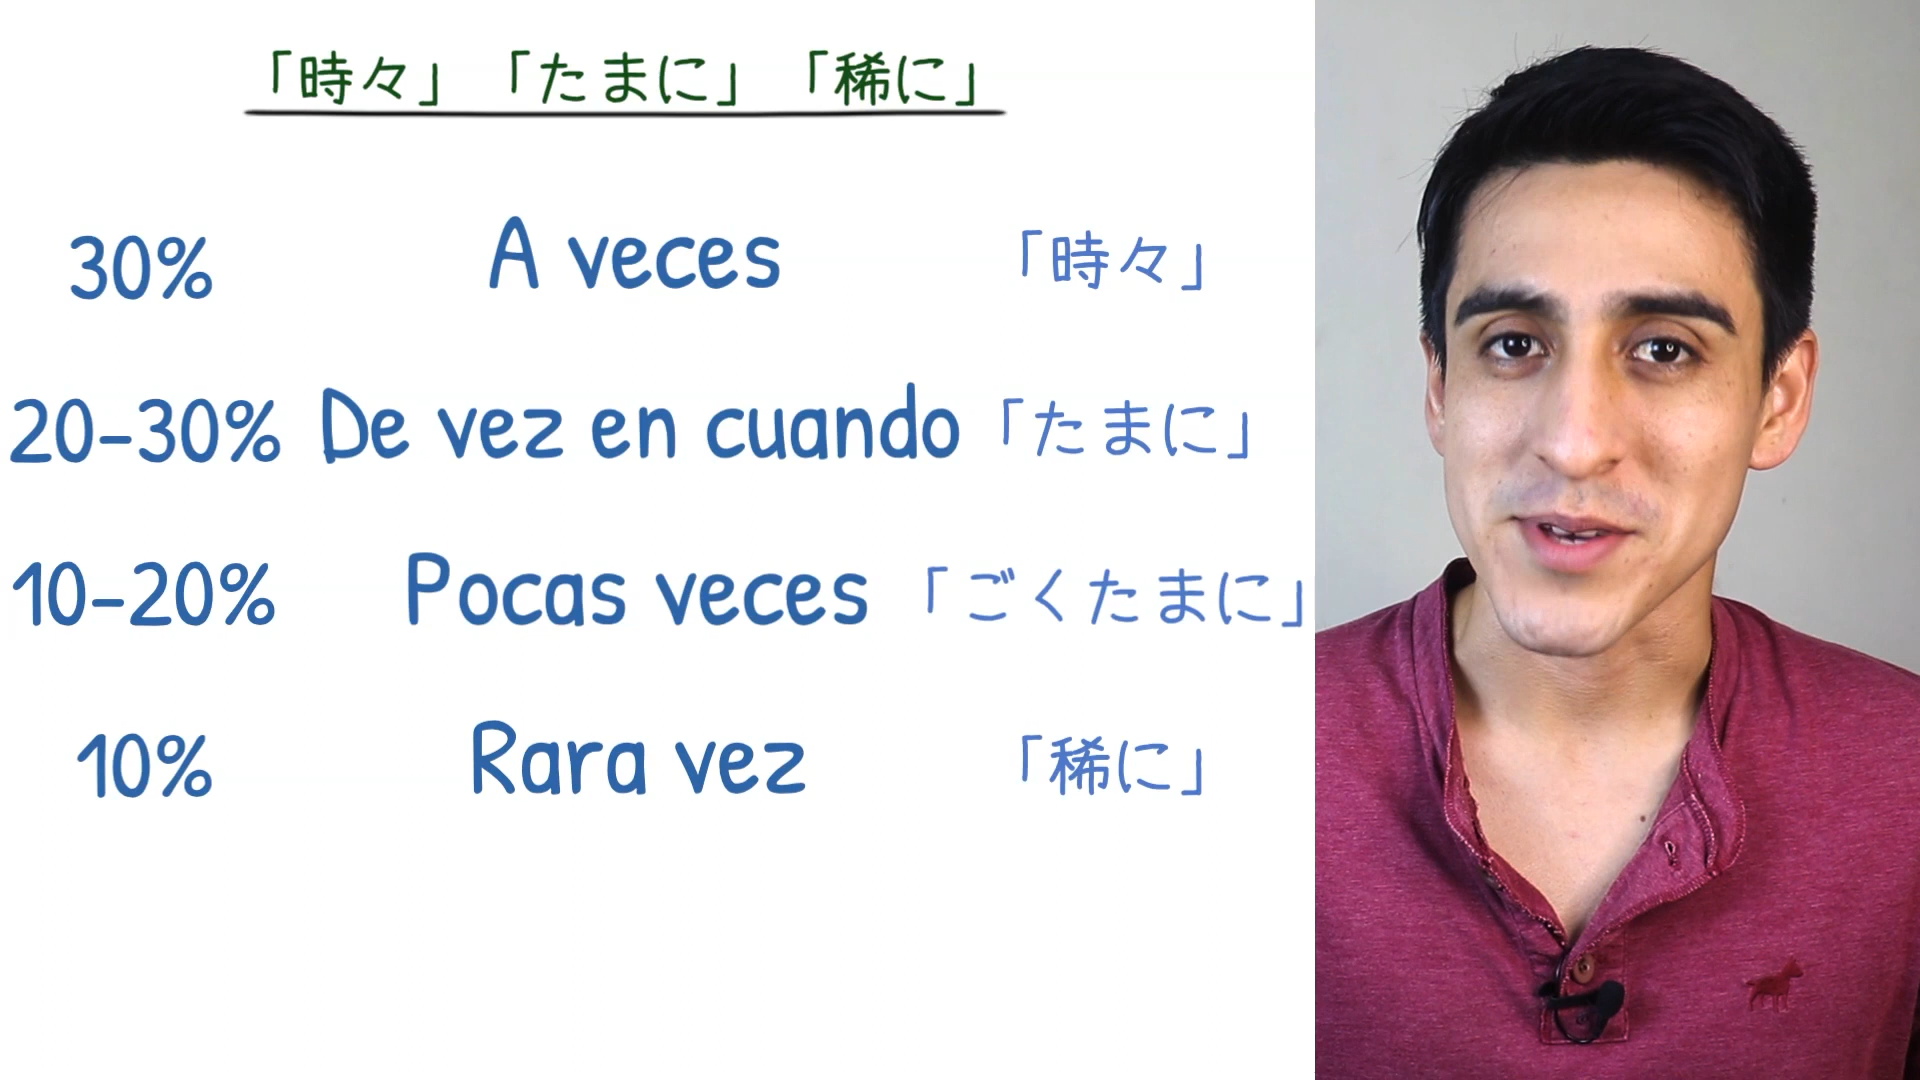 「時々」「たまに」「稀に」
30% A veces 「時々」
20-30% De vez en cuando 「たまに」
10-20% Pocas veces 「ごくたまに」
10% Rara vez 「稀に」